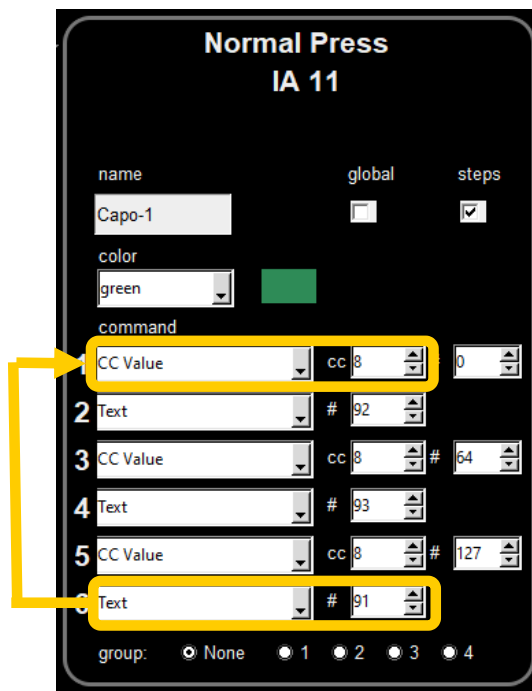 Normal Press
IA 11
name global steps
Capo-1
color
green
command
CC Value cc 8 0
2 Text # 92
3 CC Value cc 8 # 64
4 Text # 93
5 CC Value cc 8 # 127
Text # 91
group: None 1 2 3 4